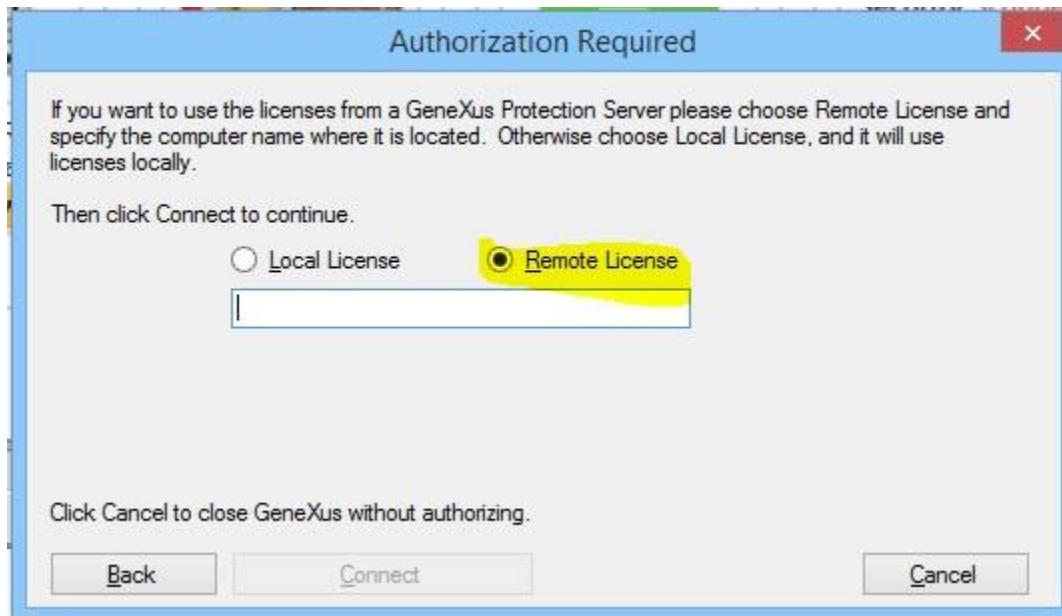 Authorization Required
If you want to use the licenses from a GeneXus Protection Server please choose Remote License and
specify the computer name where it is located. Otherwise choose Local License, and it will use
licenses locally.
Then click Connect to continue.
Local License Remote License
Click Cancel to close GeneXus without authorizing.
Back Connect Cancel